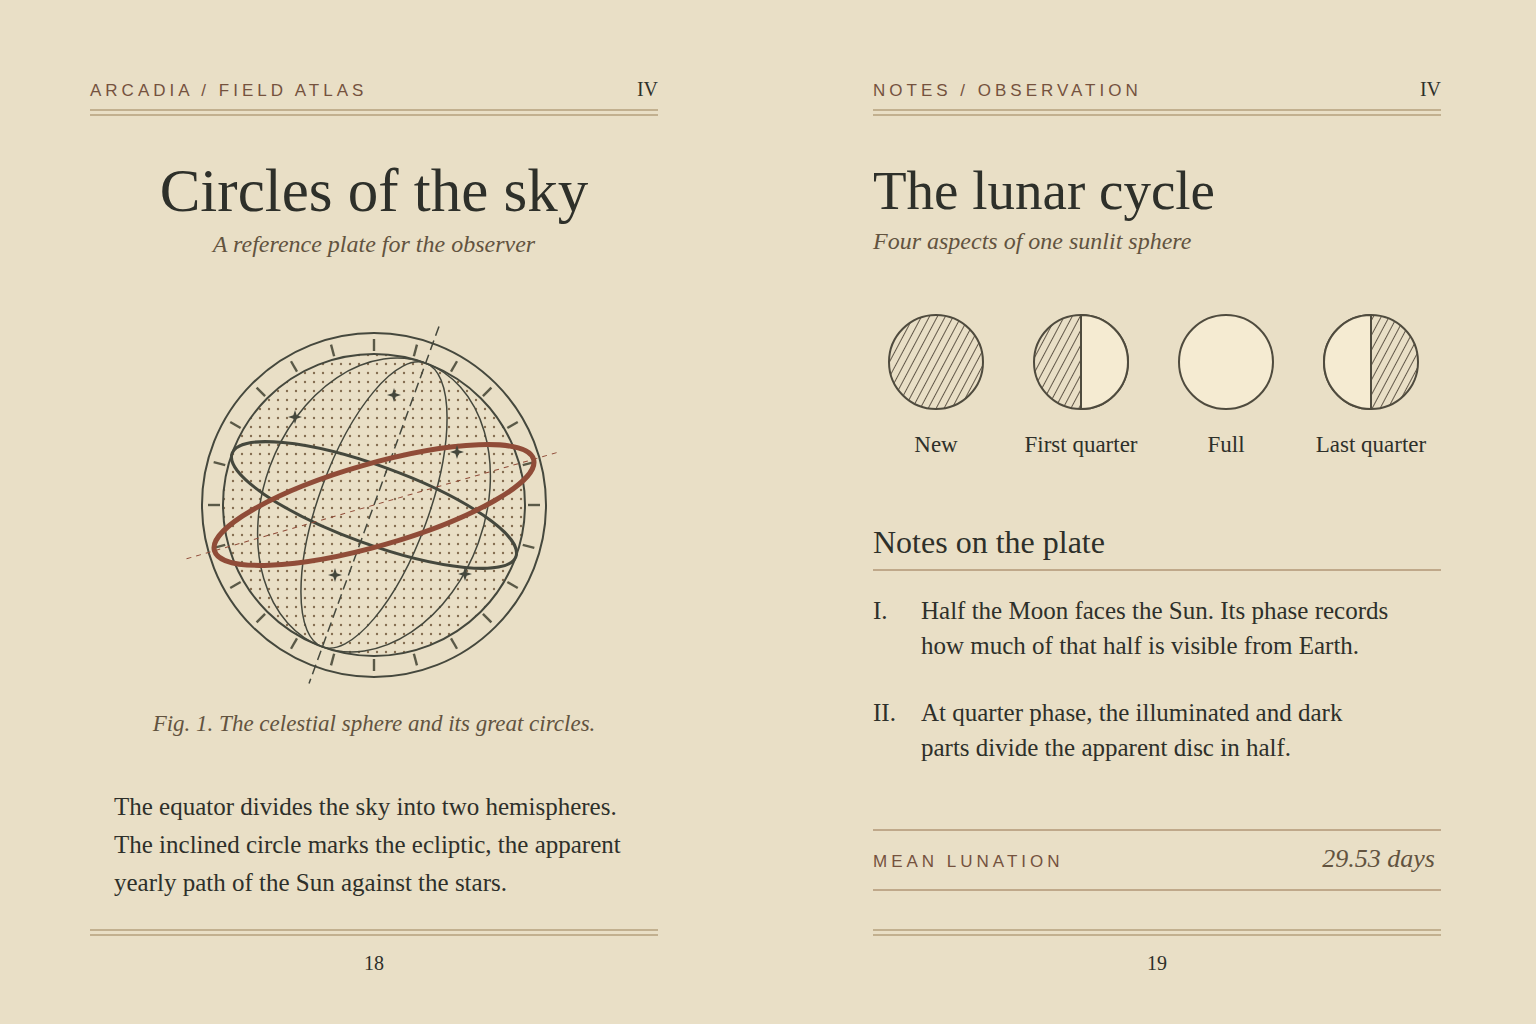 ARCADIA / FIELD ATLAS IV
Circles of the sky
A reference plate for the observer
Fig. 1. The celestial sphere and its great circles.
The equator divides the sky into two hemispheres.
The inclined circle marks the ecliptic, the apparent
yearly path of the Sun against the stars.
18
NOTES / OBSERVATION IV
The lunar cycle
Four aspects of one sunlit sphere
New First quarter Full Last quarter
Notes on the plate
I. Half the Moon faces the Sun. Its phase records
how much of that half is visible from Earth.
II. At quarter phase, the illuminated and dark
parts divide the apparent disc in half.
MEAN LUNATION 29.53 days
19